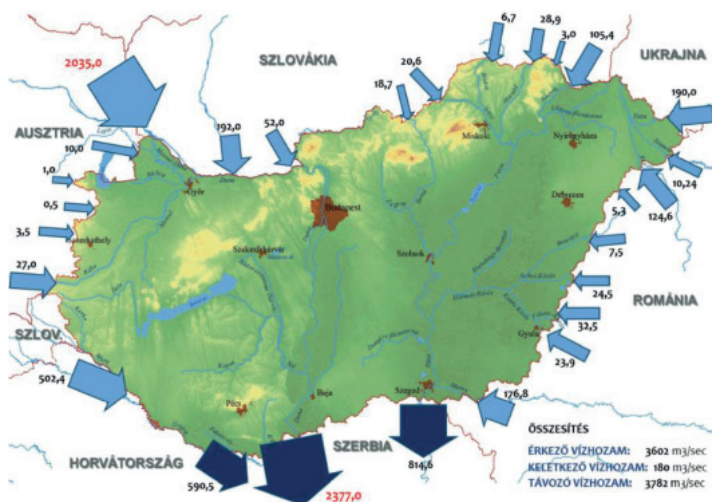 6,7
28,9
3,0
105,4
2035,0
SZLOVÁKIA
UKRAJNA
20,6
18,7
190,0
AUSZTRIA
192,0
52,0
10,0
Miskolc
Nyíregyháza
1,0
Győr
Duna
10,24
0,5
Budapest
Debrecen
5,3
124,6
3,5
Szombathely
Székesfehérvár
Szolnok
7,5
27,0
24,5
ROMÁNIA
SZLOV.
32,5
Gyula
23,9
502,4
Baja
Szeged
176,8
Pécs
ÖSSZESÍTÉS
HORVÁTORSZÁG
SZERBIA
814,6
ÉRKEZŐ VÍZHOZAM: 3602 m3/sec
KELETKEZŐ VÍZHOZAM: 180 m3/sec
TÁVOZÓ VÍZHOZAM: 3782 m3/sec
590,5
2377,0